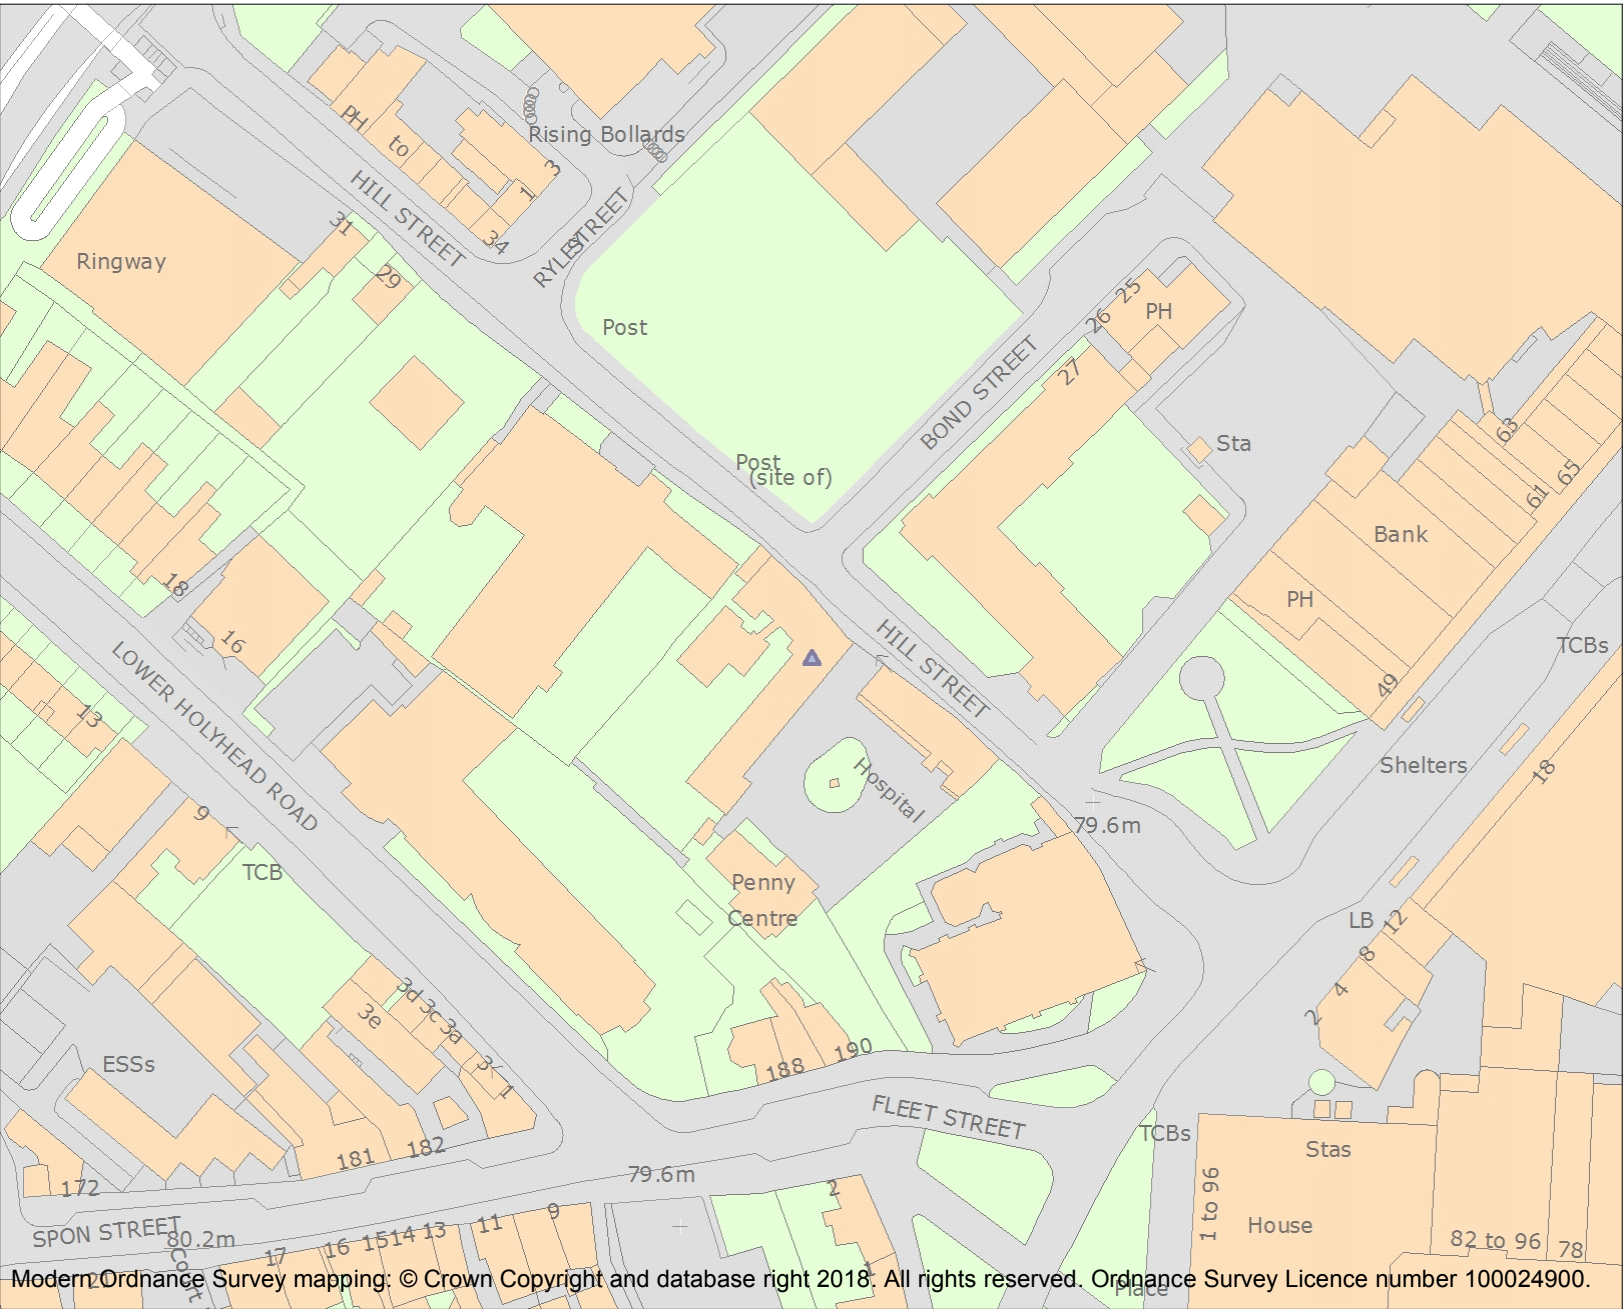 Rising Bollards
PH
to
1
3
34
HILL STREET
RYLEY STREET
31
29
Ringway
Post
Post
(site of)
BOND STREET
25
26
27
PH
Sta
63
61
65
Bank
PH
49
TCBs
Shelters
18
18
16
13
LOWER HOLYHEAD ROAD
9
TCB
HILL STREET
Hospital
79.6m
Penny
Centre
LB
12
8
4
2
3d
3c
3a
3e
3
1
ESSs
188
190
FLEET STREET
TCBs
Stas
1 to 96
House
82 to 96
78
181
182
172
79.6m
SPON STREET
80.2m
Court
21
17
16
15
14
13
11
9
2
1
Place
Modern Ordnance Survey mapping: © Crown Copyright and database right 2018. All rights reserved. Ordnance Survey Licence number 100024900.